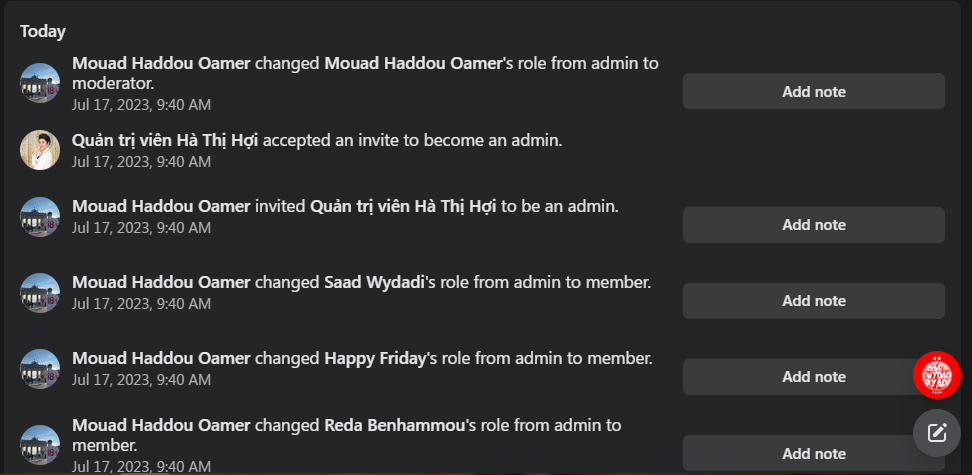 Today
Mouad Haddou Oamer changed Mouad Haddou Oamer's role from admin to
moderator.
Jul 17, 2023, 9:40 AM
Add note
Quản trị viên Hà Thị Hợi accepted an invite to become an admin.
Jul 17, 2023, 9:40 AM
Mouad Haddou Oamer invited Quản trị viên Hà Thị Hợi to be an admin.
Jul 17, 2023, 9:40 AM
Add note
Mouad Haddou Oamer changed Saad Wydadi's role from admin to member.
Jul 17, 2023, 9:40 AM
Add note
Mouad Haddou Oamer changed Happy Friday's role from admin to member.
Jul 17, 2023, 9:40 AM
Add note
Mouad Haddou Oamer changed Reda Benhammou's role from admin to
member.
Jul 17, 2023, 9:40 AM
Add note